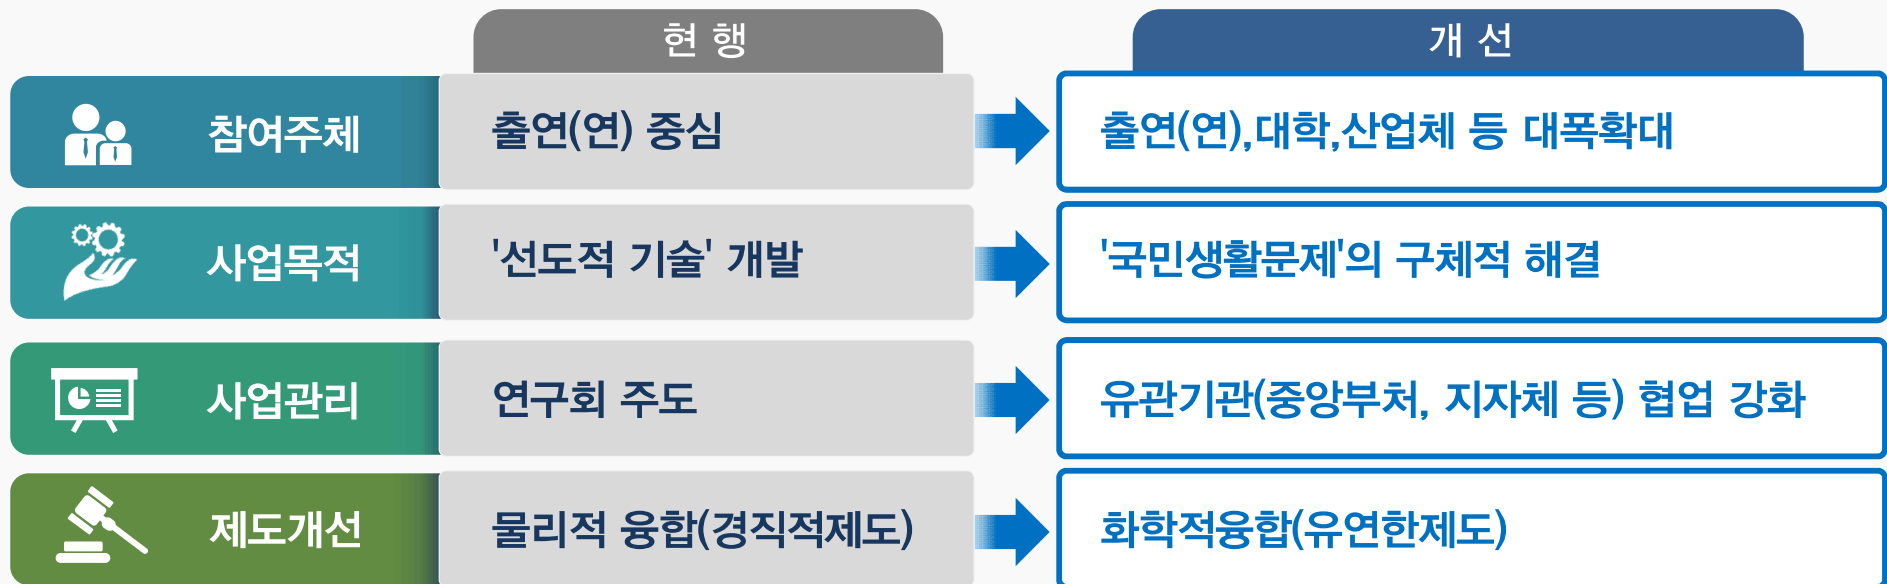 현 행
개 선
참여주체
출연(연) 중심
출연(연),대학,산업체 등 대폭확대
사업목적
'선도적 기술' 개발
'국민생활문제'의 구체적 해결
사업관리
연구회 주도
유관기관(중앙부처, 지자체 등) 협업 강화
제도개선
물리적 융합(경직적제도)
화학적융합(유연한제도)